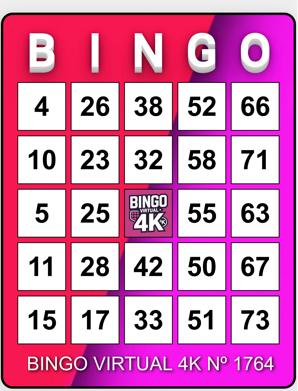 B I N G O
4 26 38 52 66
10 23 32 58 71
5 25 BINGO VIRTUAL 4K 55 63
11 28 42 50 67
15 17 33 51 73
BINGO VIRTUAL 4K Nº 1764